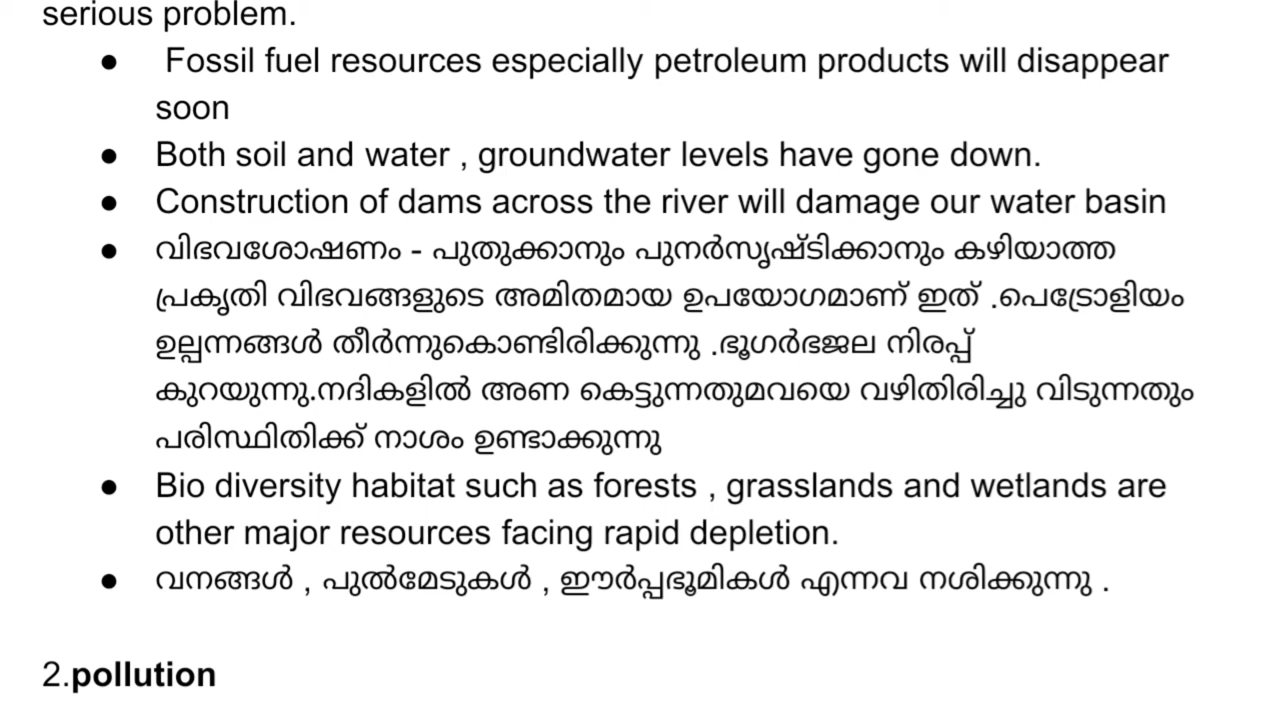 serious problem.
● Fossil fuel resources especially petroleum products will disappear
soon
● Both soil and water , groundwater levels have gone down.
● Construction of dams across the river will damage our water basin
● വിഭവശോഷണം - പുതുക്കാനും പുനർസൃഷ്ടിക്കാനും കഴിയാത്ത
പ്രകൃതി വിഭവങ്ങളുടെ അമിതമായ ഉപയോഗമാണ് ഇത് .പെട്രോളിയം
ഉല്പന്നങ്ങൾ തീർന്നുകൊണ്ടിരിക്കുന്നു .ഭൂഗർഭജല നിരപ്പ്
കുറയുന്നു.നദികളിൽ അണ കെട്ടുന്നതുമവയെ വഴിതിരിച്ചു വിടുന്നതും
പരിസ്ഥിതിക്ക് നാശം ഉണ്ടാക്കുന്നു
● Bio diversity habitat such as forests , grasslands and wetlands are
other major resources facing rapid depletion.
● വനങ്ങൾ , പുൽമേടുകൾ , ഈർപ്പഭൂമികൾ എന്നവ നശിക്കുന്നു .
2.pollution